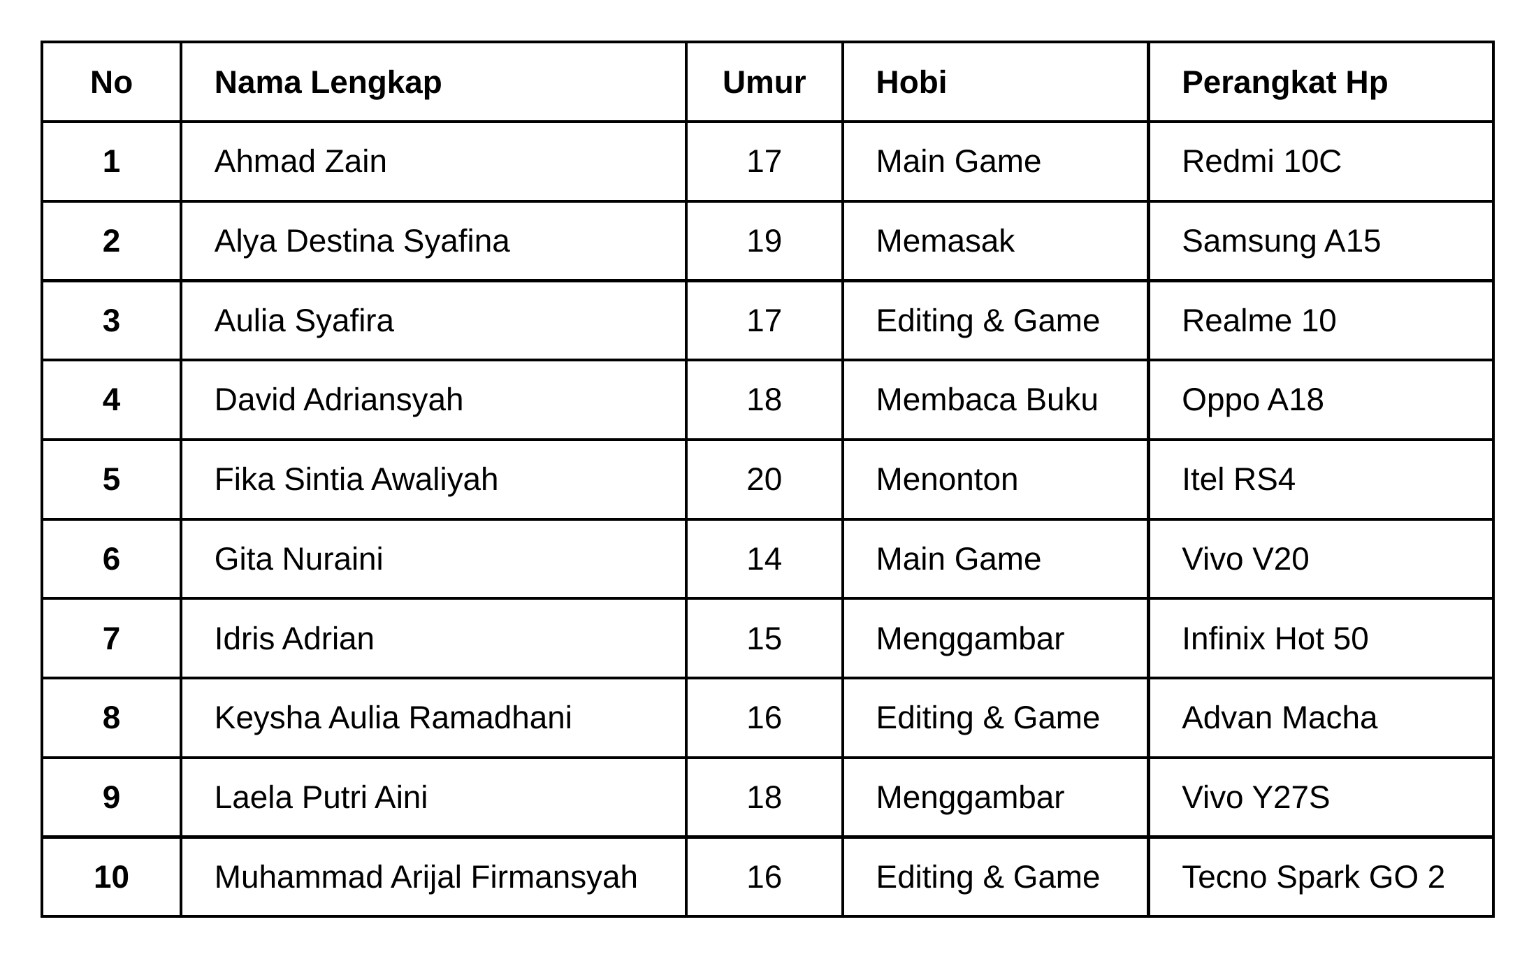 No Nama Lengkap Umur Hobi Perangkat Hp
1 Ahmad Zain 17 Main Game Redmi 10C
2 Alya Destina Syafina 19 Memasak Samsung A15
3 Aulia Syafira 17 Editing & Game Realme 10
4 David Adriansyah 18 Membaca Buku Oppo A18
5 Fika Sintia Awaliyah 20 Menonton Itel RS4
6 Gita Nuraini 14 Main Game Vivo V20
7 Idris Adrian 15 Menggambar Infinix Hot 50
8 Keysha Aulia Ramadhani 16 Editing & Game Advan Macha
9 Laela Putri Aini 18 Menggambar Vivo Y27S
10 Muhammad Arijal Firmansyah 16 Editing & Game Tecno Spark GO 2